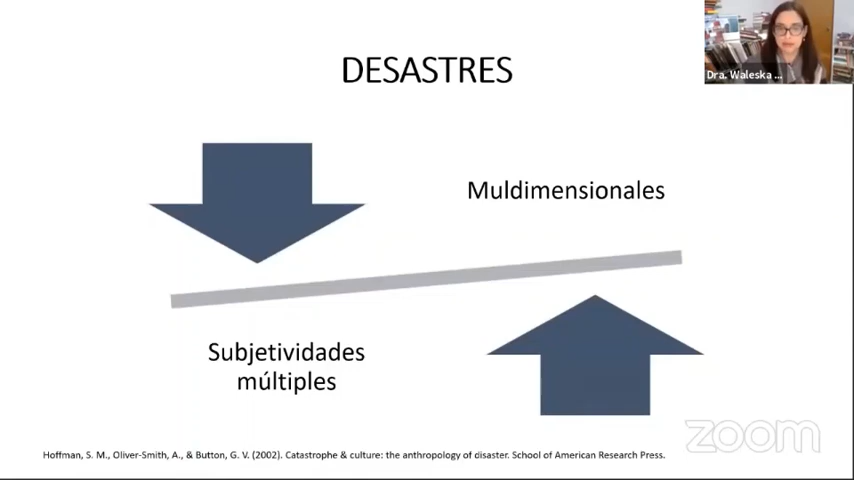 Dra. Waleska ...
DESASTRES
Muldimensionales
Subjetividades
múltiples
zoom
Hoffman, S. M., Oliver-Smith, A., & Button, G. V. (2002). Catastrophe & culture: the anthropology of disaster. School of American Research Press.